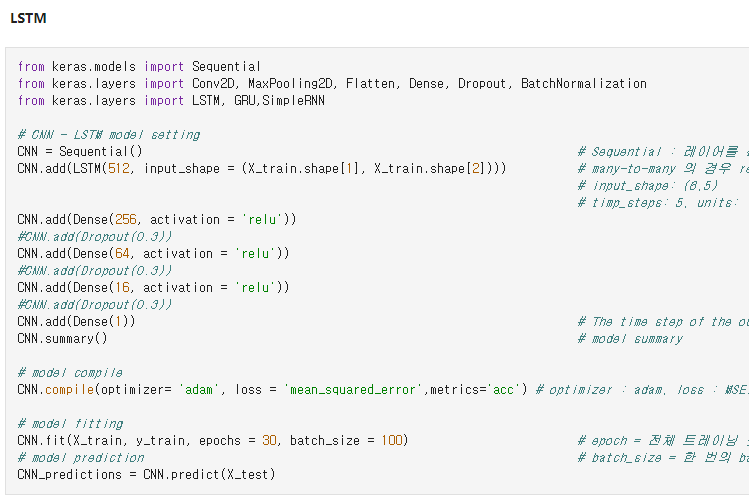 LSTM
from keras.models import Sequential
from keras.layers import Conv2D, MaxPooling2D, Flatten, Dense, Dropout, BatchNormalization
from keras.layers import LSTM, GRU,SimpleRNN
# CNN - LSTM model setting
CNN = Sequential() # Sequential : 레이어를
CNN.add(LSTM(512, input_shape = (X_train.shape[1], X_train.shape[2]))) # many-to-many 의 경우 re
# input_shape: (6,5)
# timp_steps: 5, units:
CNN.add(Dense(256, activation = 'relu'))
#CNN.add(Dropout(0.3))
CNN.add(Dense(64, activation = 'relu'))
#CNN.add(Dropout(0.3))
CNN.add(Dense(16, activation = 'relu'))
#CNN.add(Dropout(0.3))
CNN.add(Dense(1)) # The time step of the ou
CNN.summary() # model summary
# model compile
CNN.compile(optimizer= 'adam', loss = 'mean_squared_error',metrics='acc') # optimizer : adam, loss : MSE
# model fitting
CNN.fit(X_train, y_train, epochs = 30, batch_size = 100) # epoch = 전체 트레이닝
# model prediction # batch_size = 한 번의 ba
CNN_predictions = CNN.predict(X_test)